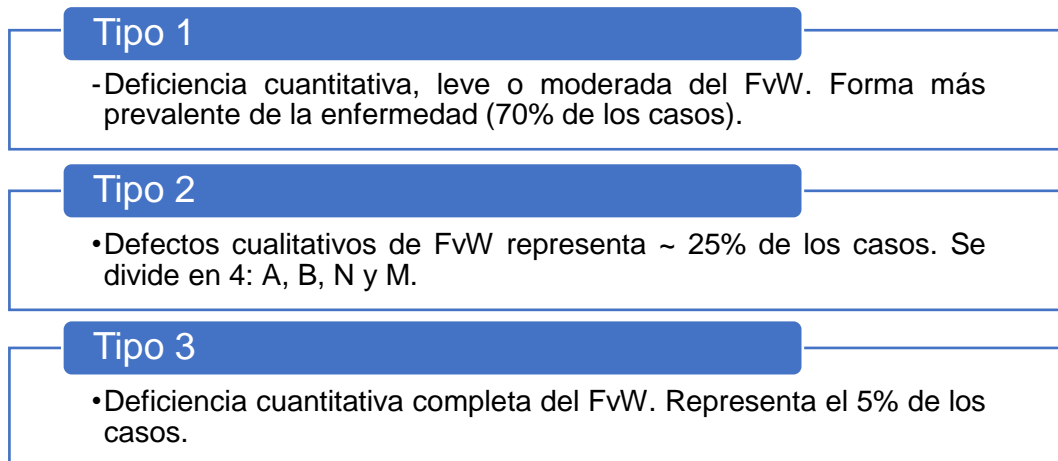 Tipo 1
-Deficiencia cuantitativa, leve o moderada del FvW. Forma más
prevalente de la enfermedad (70% de los casos).
Tipo 2
•Defectos cualitativos de FvW representa ~ 25% de los casos. Se
divide en 4: A, B, N y M.
Tipo 3
•Deficiencia cuantitativa completa del FvW. Representa el 5% de los
casos.